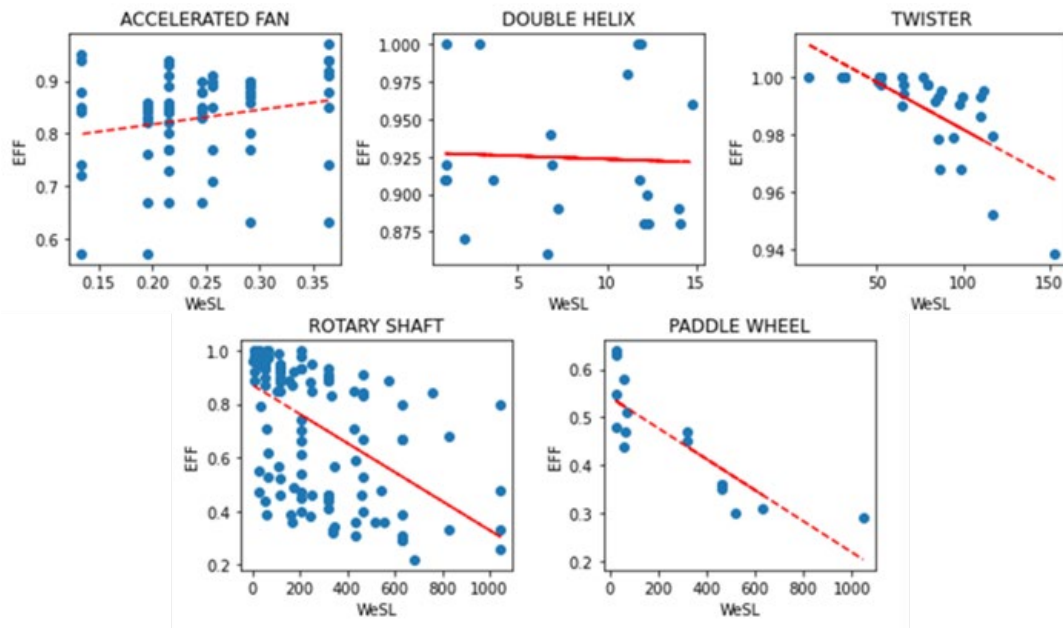 ACCELERATED FAN
DOUBLE HELIX
TWISTER
EFF
0.9
0.8
0.7
0.6
0.15 0.20 0.25 0.30 0.35
WeSL
EFF
1.000
0.975
0.950
0.925
0.900
0.875
5 10 15
WeSL
EFF
1.00
0.98
0.96
0.94
50 100 150
WeSL
ROTARY SHAFT
PADDLE WHEEL
EFF
1.0
0.8
0.6
0.4
0.2
0 200 400 600 800 1000
WeSL
EFF
0.6
0.5
0.4
0.3
0.2
0 200 400 600 800 1000
WeSL